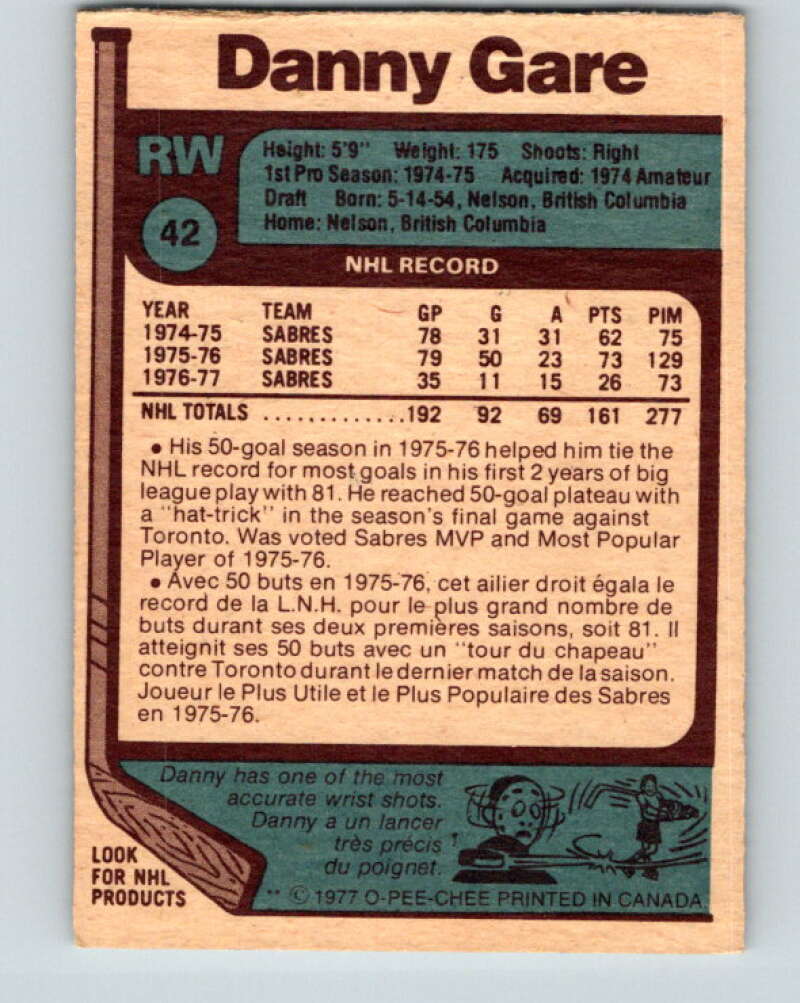 Danny Gare
RW
42
Height: 5'9" Weight: 175 Shoots: Right
1st Pro Season: 1974-75 Acquired: 1974 Amateur
Draft Born: 5-14-54, Nelson, British Columbia
Home: Nelson, British Columbia
NHL RECORD
YEAR TEAM GP G A PTS PIM
1974-75 SABRES 78 31 31 62 75
1975-76 SABRES 79 50 23 73 129
1976-77 SABRES 35 11 15 26 73
NHL TOTALS .............192 92 69 161 277
• His 50-goal season in 1975-76 helped him tie the
NHL record for most goals in his first 2 years of big
league play with 81. He reached 50-goal plateau with
a "hat-trick" in the season's final game against
Toronto. Was voted Sabres MVP and Most Popular
Player of 1975-76.
• Avec 50 buts en 1975-76, cet ailier droit égala le
record de la L.N.H. pour le plus grand nombre de
buts durant ses deux premières saisons, soit 81. Il
atteignit ses 50 buts avec un "tour du chapeau"
contre Toronto durant le dernier match de la saison.
Joueur le Plus Utile et le Plus Populaire des Sabres
en 1975-76.
Danny has one of the most
accurate wrist shots.
Danny a un lancer
très précis
du poignet.
LOOK
FOR NHL
PRODUCTS
** © 1977 O-PEE-CHEE PRINTED IN CANADA